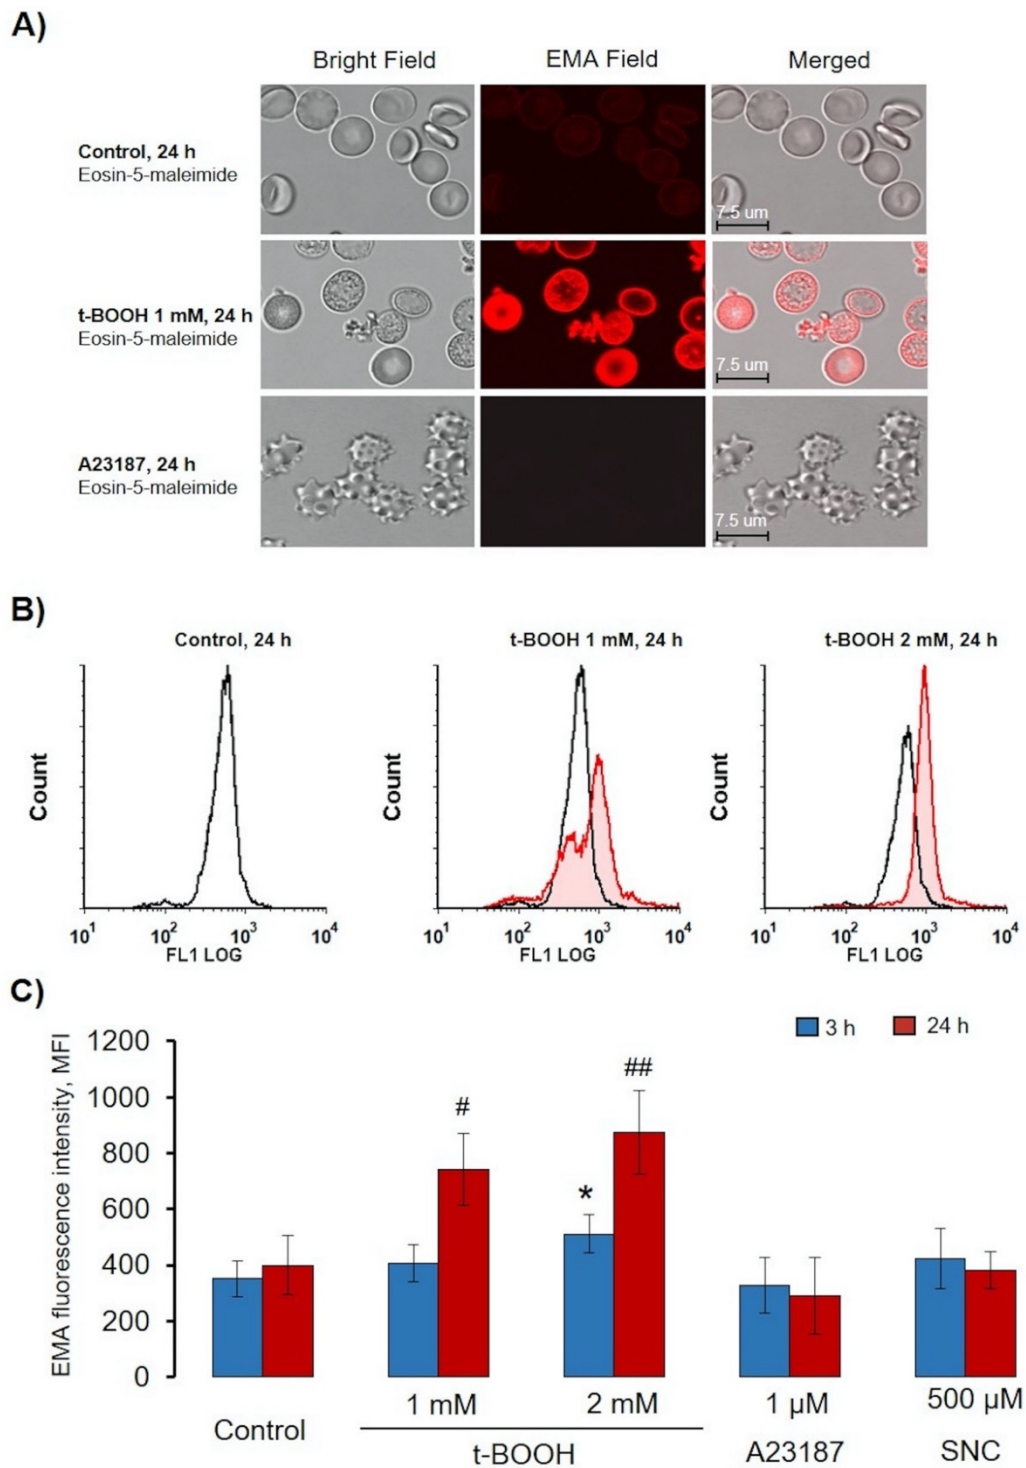 A)
Bright Field EMA Field Merged
Control, 24 h
Eosin-5-maleimide
7.5 um
t-BOOH 1 mM, 24 h
Eosin-5-maleimide
7.5 um
A23187, 24 h
Eosin-5-maleimide
7.5 um
B)
Control, 24 h t-BOOH 1 mM, 24 h t-BOOH 2 mM, 24 h
Count Count Count
10¹ 10² 10³ 10⁴ 10¹ 10² 10³ 10⁴ 10¹ 10² 10³ 10⁴
FL1 LOG FL1 LOG FL1 LOG
C)
EMA fluorescence intensity, MFI
3 h 24 h
1200
1000
800
600
400
200
0
# * ##
1 mM 2 mM 1 µM 500 µM
Control t-BOOH A23187 SNC